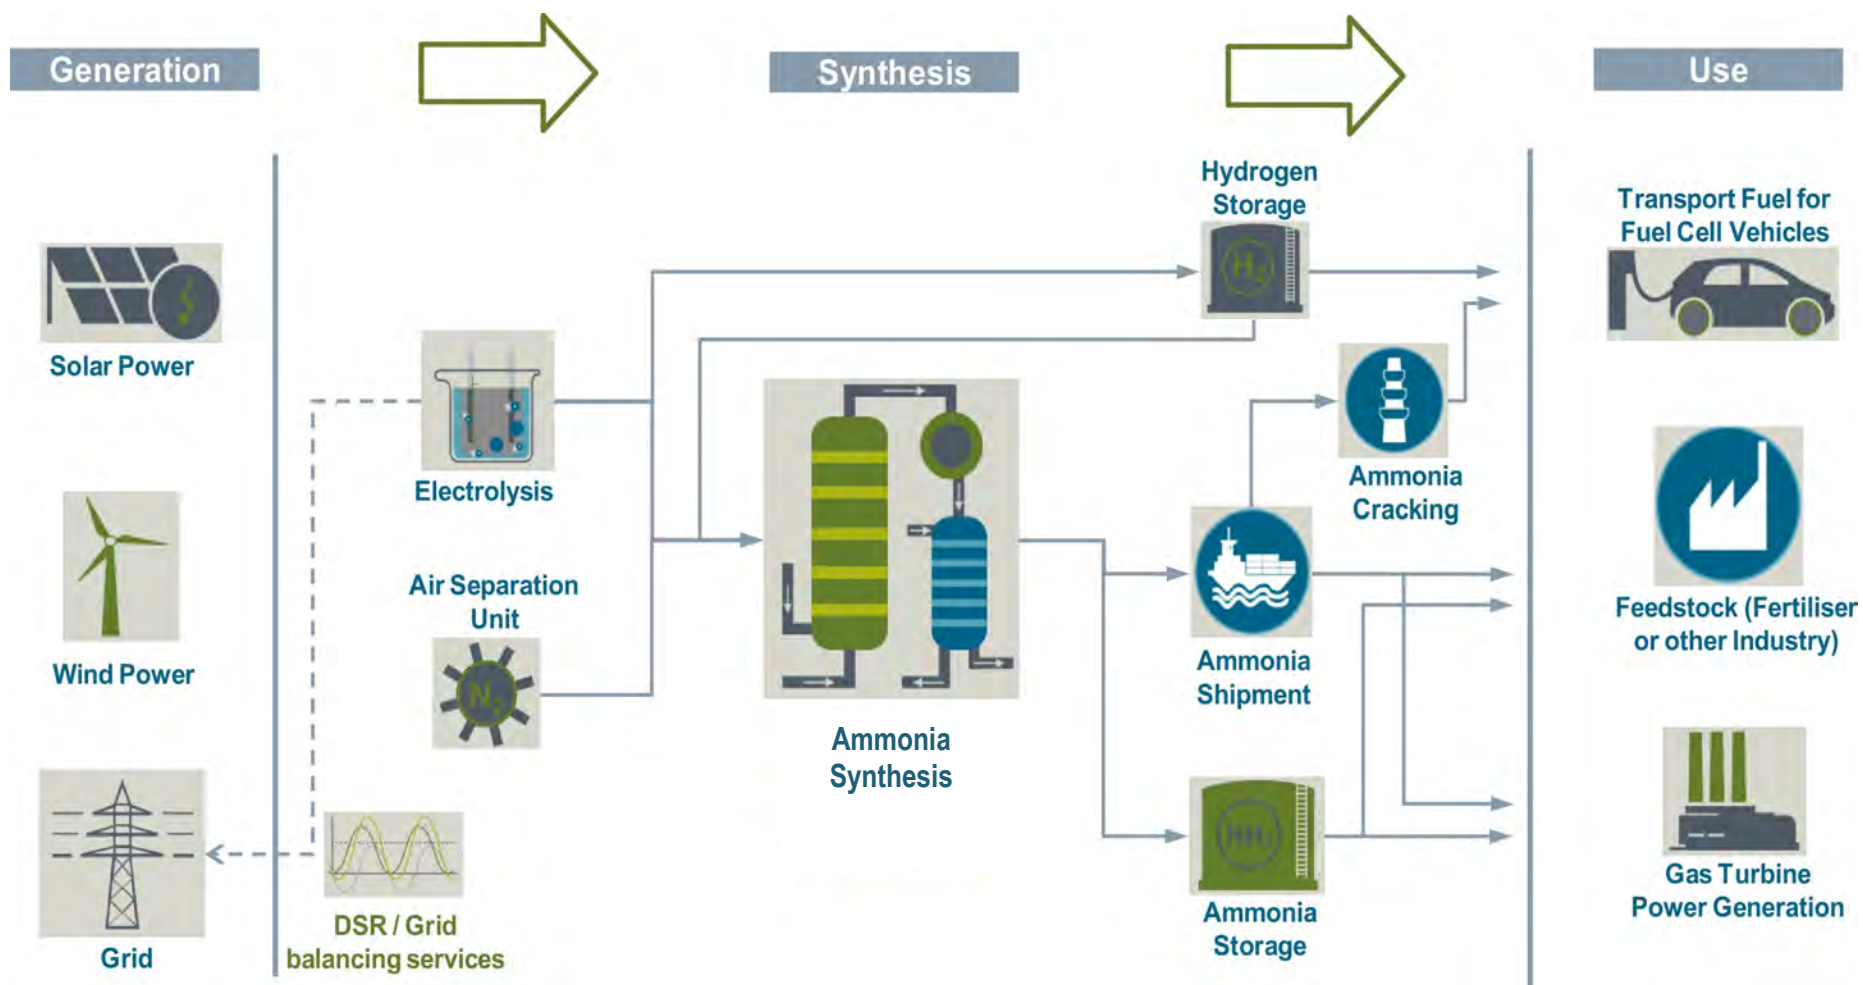 Generation
Synthesis
Use
Solar Power
Wind Power
Grid
Electrolysis
Air Separation
Unit
N2
DSR / Grid
balancing services
Ammonia
Synthesis
Hydrogen
Storage
H2
Ammonia
Cracking
Ammonia
Shipment
Ammonia
Storage
Transport Fuel for
Fuel Cell Vehicles
Feedstock (Fertiliser
or other Industry)
Gas Turbine
Power Generation